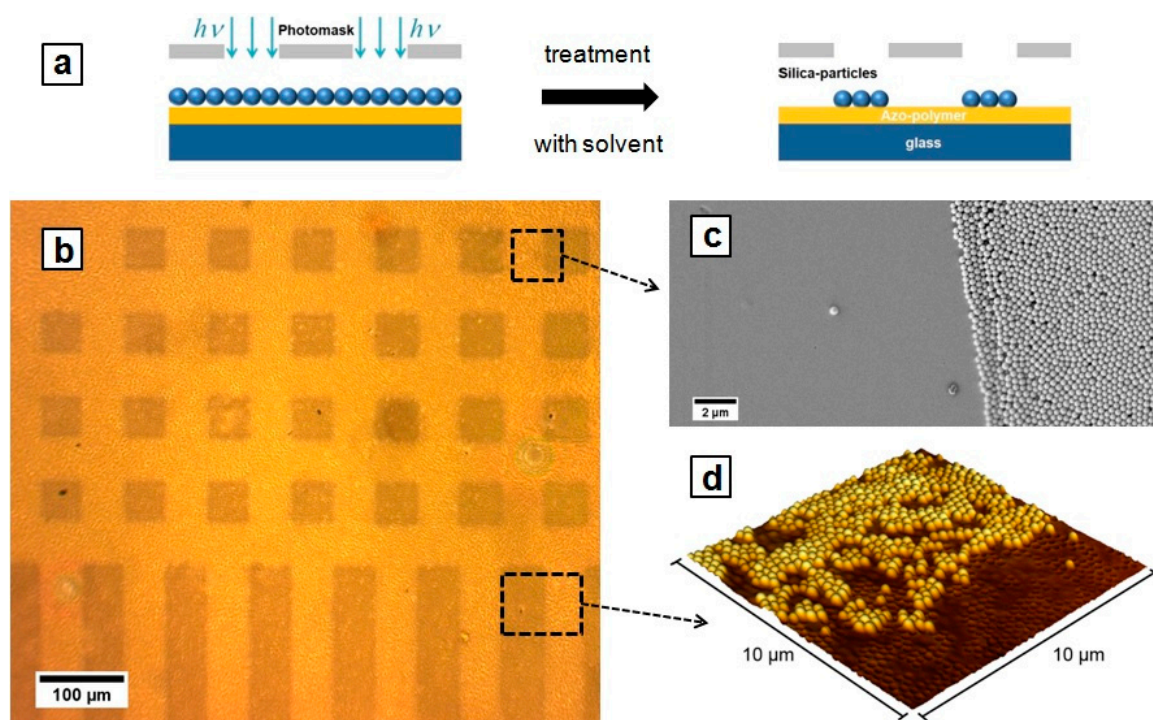 a
hν
Photomask
hν
treatment
with solvent
Silica-particles
Azo-polymer
glass
b
100 µm
c
2 µm
d
10 µm
10 µm